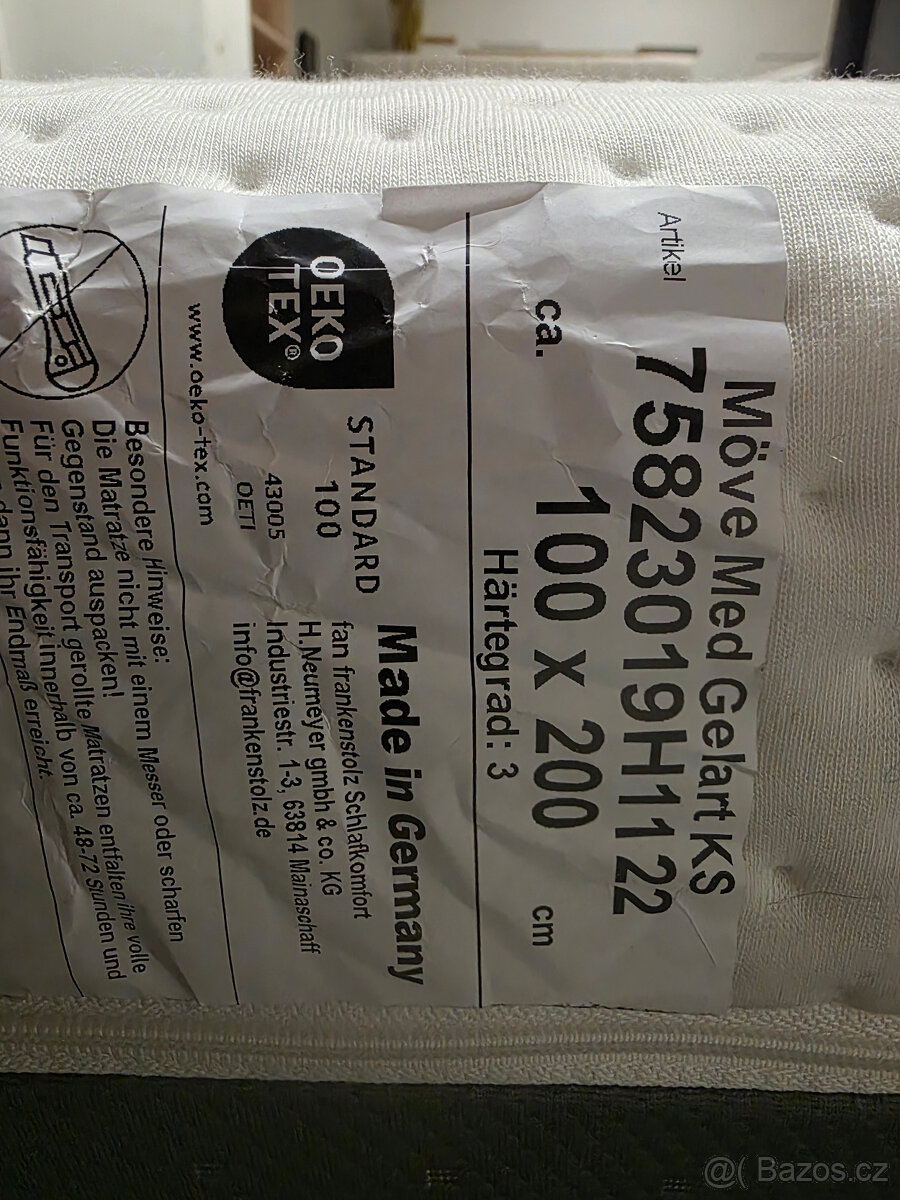 Möve Med Gelart KS
Artikel 75823019H1122
ca. 100 x 200 cm
Härtegrad: 3
OEKO
TEX®
STANDARD
100
43005
OETI
www.oeko-tex.com
Made in Germany
fan frankenstolz Schlafkomfort
H.Neumeyer gmbh & co. KG
Industriestr. 1-3, 63814 Mainaschaff
info@frankenstolz.de
Besondere Hinweise:
Die Matratze nicht mit einem Messer oder scharfen
Gegenstand auspacken!
Für den Transport gerollte Matratzen entfalten ihre volle
Funktionsfähigkeit immerhalb von ca. 48-72 Stunden und
dann ihr Endmaß erreicht.
@( Bazos.cz